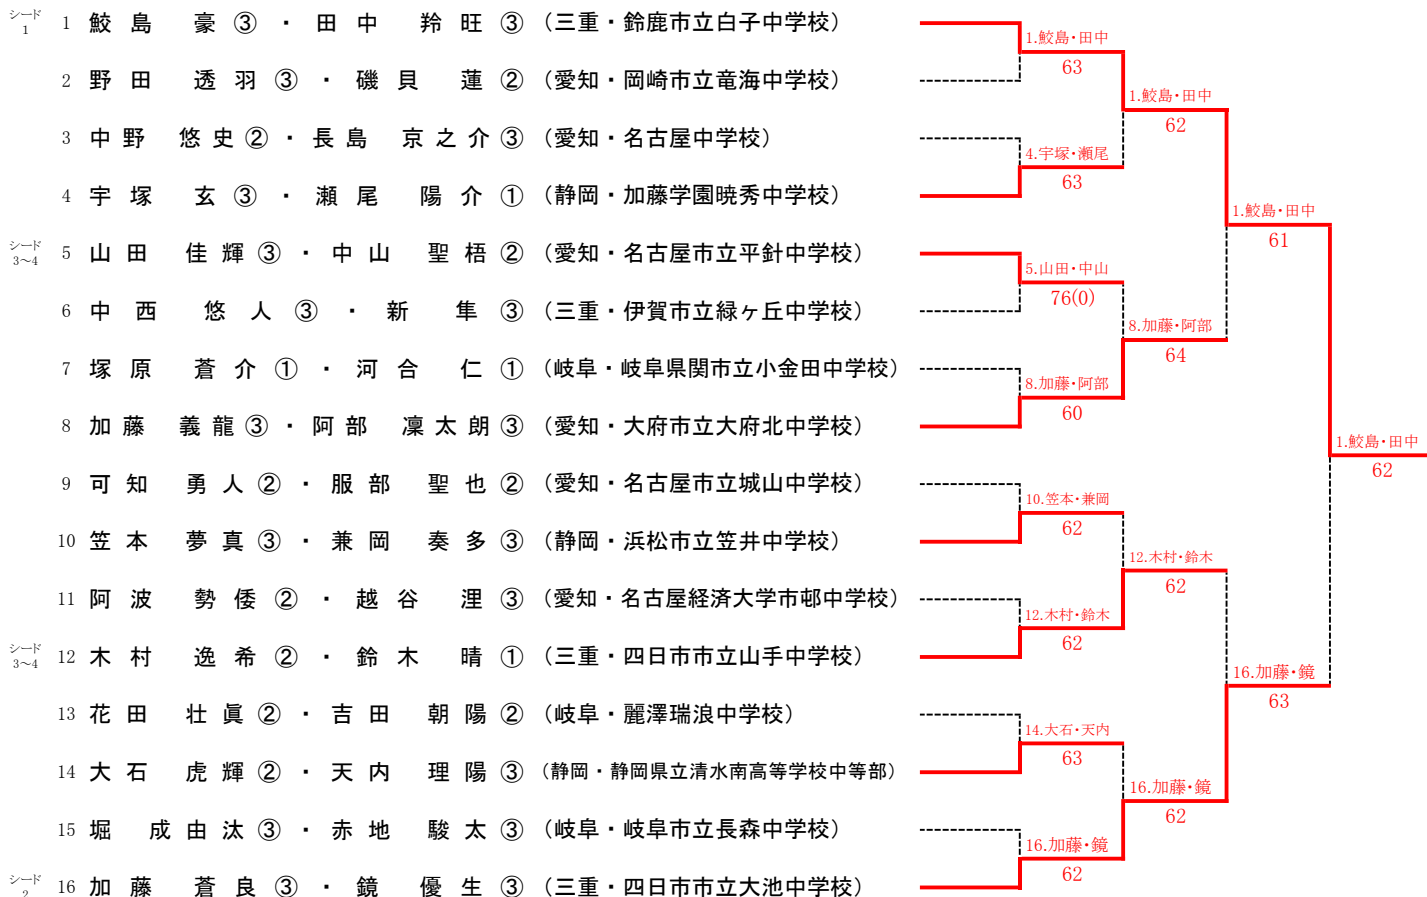 シード1 1 鮫島 豪③ ・ 田中 羚旺③ (三重・鈴鹿市立白子中学校)
2 野田 透羽③ ・ 磯貝 蓮② (愛知・岡崎市立竜海中学校)
3 中野 悠史② ・ 長島 京之介③ (愛知・名古屋中学校)
4 宇塚 玄③ ・ 瀬尾 陽介① (静岡・加藤学園暁秀中学校)
シード3~4 5 山田 佳輝③ ・ 中山 聖梧② (愛知・名古屋市立平針中学校)
6 中西 悠人③ ・ 新 隼③ (三重・伊賀市立緑ヶ丘中学校)
7 塚原 蒼介① ・ 河合 仁① (岐阜・岐阜県関市立小金田中学校)
8 加藤 義龍③ ・ 阿部 凜太朗③ (愛知・大府市立大府北中学校)
9 可知 勇人② ・ 服部 聖也② (愛知・名古屋市立城山中学校)
10 笠本 夢真③ ・ 兼岡 奏多③ (静岡・浜松市立笠井中学校)
11 阿波 勢倭② ・ 越谷 浬③ (愛知・名古屋経済大学市邨中学校)
シード3~4 12 木村 逸希② ・ 鈴木 晴① (三重・四日市市立山手中学校)
13 花田 壮眞② ・ 吉田 朝陽② (岐阜・麗澤瑞浪中学校)
14 大石 虎輝② ・ 天内 理陽③ (静岡・静岡県立清水南高等学校中等部)
15 堀 成由汰③ ・ 赤地 駿太③ (岐阜・岐阜市立長森中学校)
シード2 16 加藤 蒼良③ ・ 鏡 優生③ (三重・四日市市立大池中学校)
1.鮫島・田中
63
4.宇塚・瀬尾
63
5.山田・中山
76(0)
8.加藤・阿部
60
10.笠本・兼岡
62
12.木村・鈴木
62
14.大石・天内
63
16.加藤・鏡
62
1.鮫島・田中
62
8.加藤・阿部
64
12.木村・鈴木
62
16.加藤・鏡
62
1.鮫島・田中
61
16.加藤・鏡
63
1.鮫島・田中
62